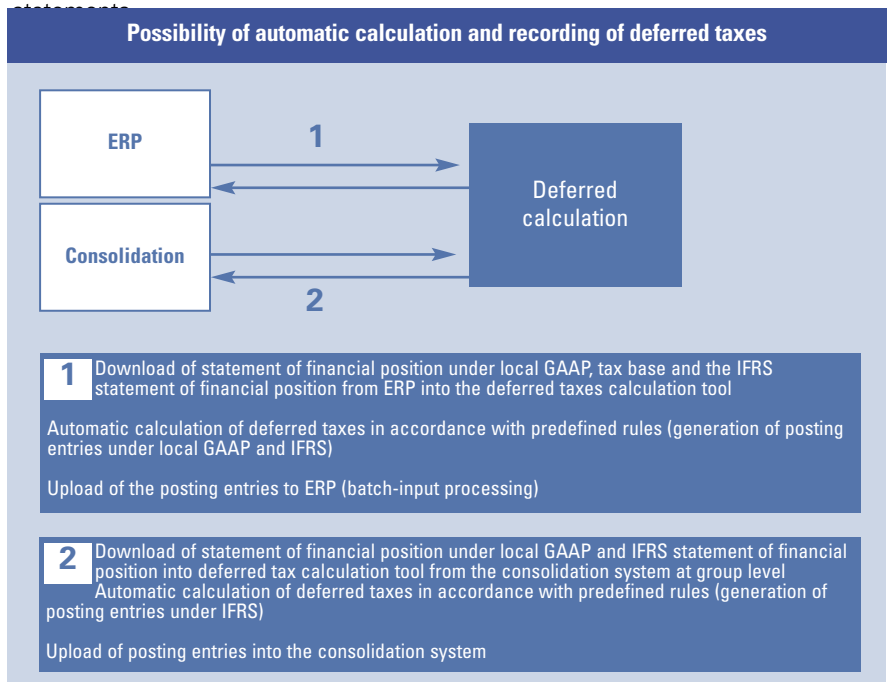 Possibility of automatic calculation and recording of deferred taxes
ERP
1
Deferred
calculation
Consolidation
2
1 Download of statement of financial position under local GAAP, tax base and the IFRS
statement of financial position from ERP into the deferred taxes calculation tool
Automatic calculation of deferred taxes in accordance with predefined rules (generation of posting
entries under local GAAP and IFRS)
Upload of the posting entries to ERP (batch-input processing)
2 Download of statement of financial position under local GAAP and IFRS statement of financial
position into deferred tax calculation tool from the consolidation system at group level
Automatic calculation of deferred taxes in accordance with predefined rules (generation of
posting entries under IFRS)
Upload of posting entries into the consolidation system